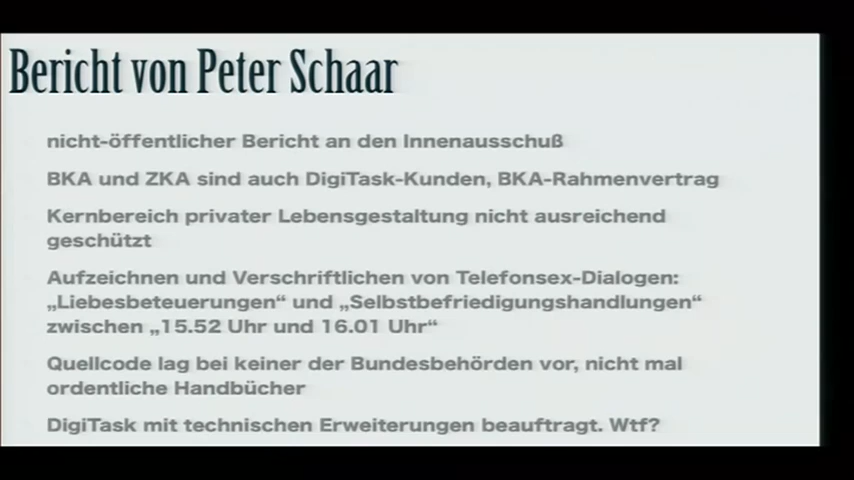 Bericht von Peter Schaar
nicht-öffentlicher Bericht an den Innenausschuß
BKA und ZKA sind auch DigiTask-Kunden, BKA-Rahmenvertrag
Kernbereich privater Lebensgestaltung nicht ausreichend
geschützt
Aufzeichnen und Verschriftlichen von Telefonsex-Dialogen:
„Liebesbeteuerungen“ und „Selbstbefriedigungshandlungen“
zwischen „15.52 Uhr und 16.01 Uhr“
Quellcode lag bei keiner der Bundesbehörden vor, nicht mal
ordentliche Handbücher
DigiTask mit technischen Erweiterungen beauftragt. Wtf?